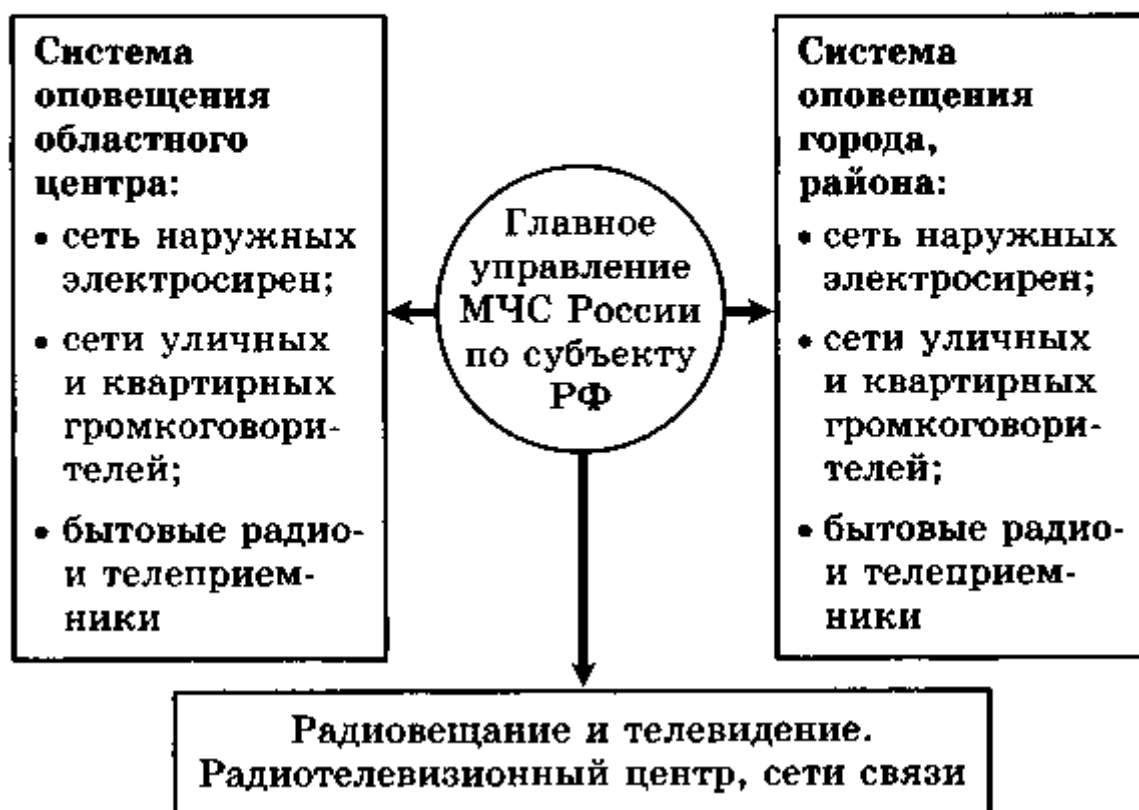 Система
оповещения
областного
центра:
• сеть наружных
электросирен;
• сети уличных
и квартирных
громкоговори-
телей;
• бытовые радио-
и телеприем-
ники
Главное
управление
МЧС России
по субъекту
РФ
Система
оповещения
города,
района:
• сеть наружных
электросирен;
• сети уличных
и квартирных
громкоговори-
телей;
• бытовые радио-
и телеприем-
ники
Радиовещание и телевидение.
Радиотелевизионный центр, сети связи